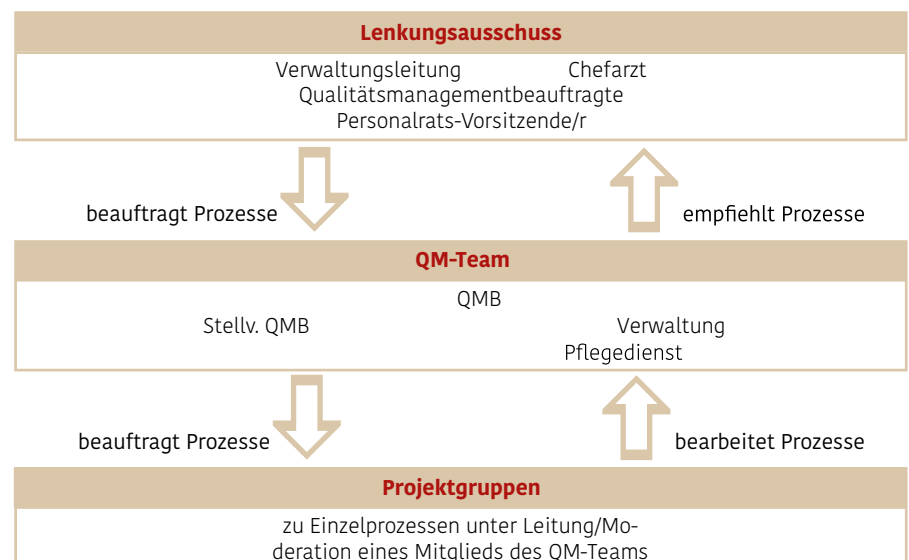 Lenkungsausschuss
Verwaltungsleitung Chefarzt
Qualitätsmanagementbeauftragte
Personalrats-Vorsitzende/r
beauftragt Prozesse empfiehlt Prozesse
QM-Team
QMB
Stellv. QMB Verwaltung
Pflegedienst
beauftragt Prozesse bearbeitet Prozesse
Projektgruppen
zu Einzelprozessen unter Leitung/Mo-
deration eines Mitglieds des QM-Teams